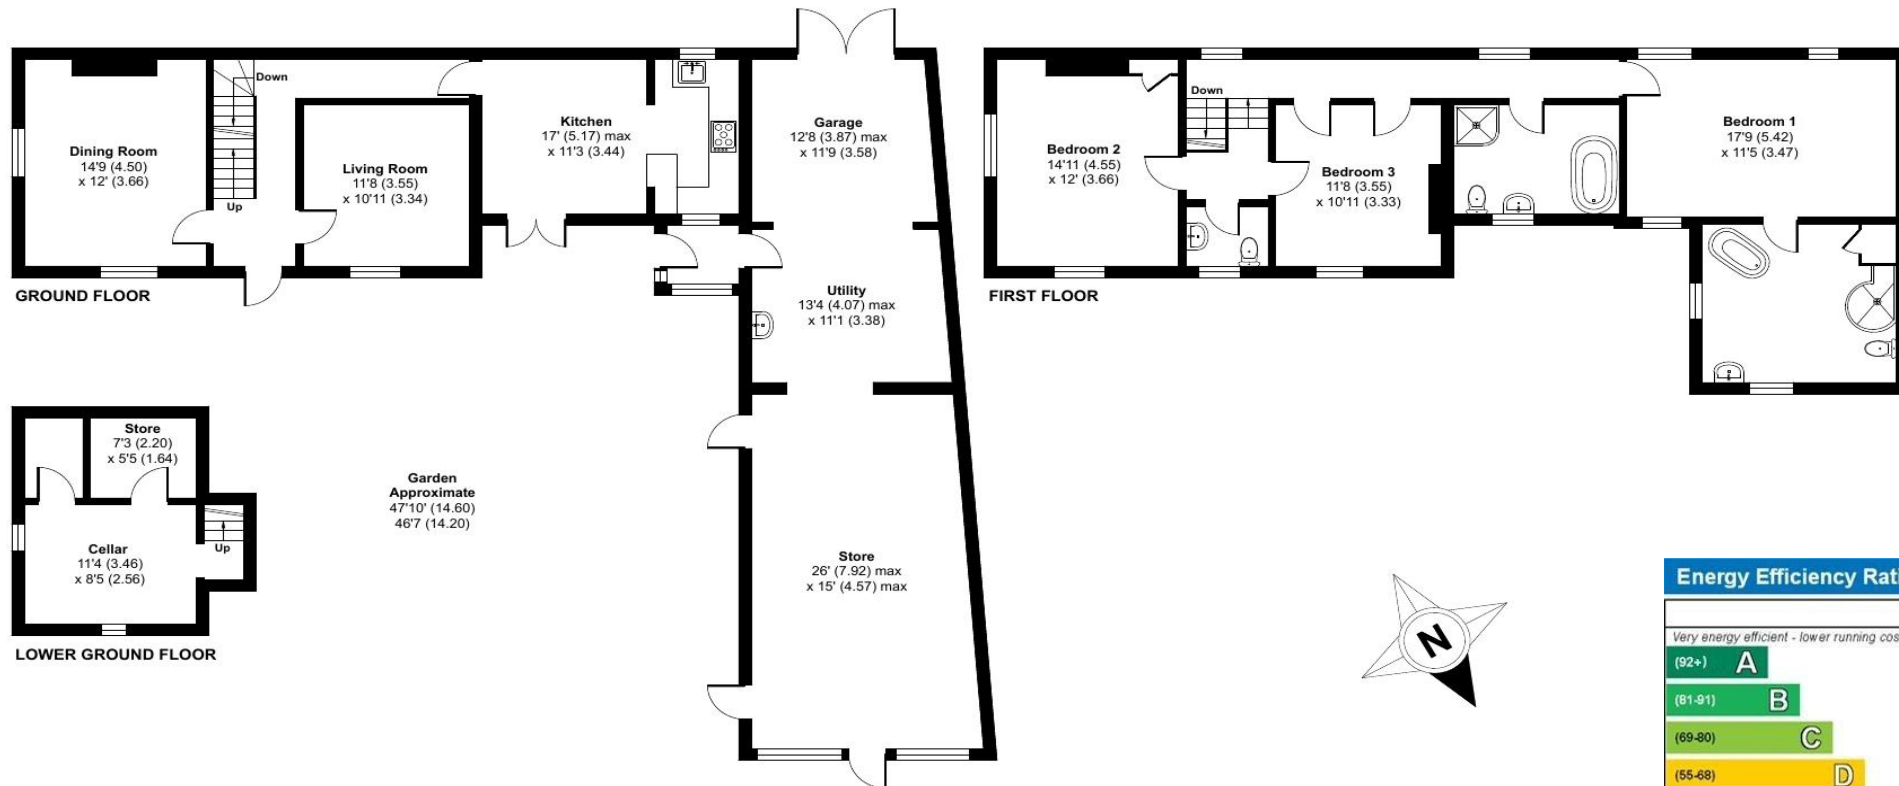 Down
Dining Room
14'9 (4.50)
x 12' (3.66)
Up
Living Room
11'8 (3.55)
x 10'11 (3.34)
Kitchen
17' (5.17) max
x 11'3 (3.44)
Garage
12'8 (3.87) max
x 11'9 (3.58)
Utility
13'4 (4.07) max
x 11'1 (3.38)
GROUND FLOOR
Bedroom 2
14'11 (4.55)
x 12' (3.66)
Down
Bedroom 3
11'8 (3.55)
x 10'11 (3.33)
Bedroom 1
17'9 (5.42)
x 11'5 (3.47)
FIRST FLOOR
Store
7'3 (2.20)
x 5'5 (1.64)
Cellar
11'4 (3.46)
x 8'5 (2.56)
Up
LOWER GROUND FLOOR
Garden
Approximate
47'10' (14.60)
46'7 (14.20)
Store
26' (7.92) max
x 15' (4.57) max
N
Energy Efficiency Rati
Very energy efficient - lower running cos
(92+) A
(81-91) B
(69-80) C
(55-68) D